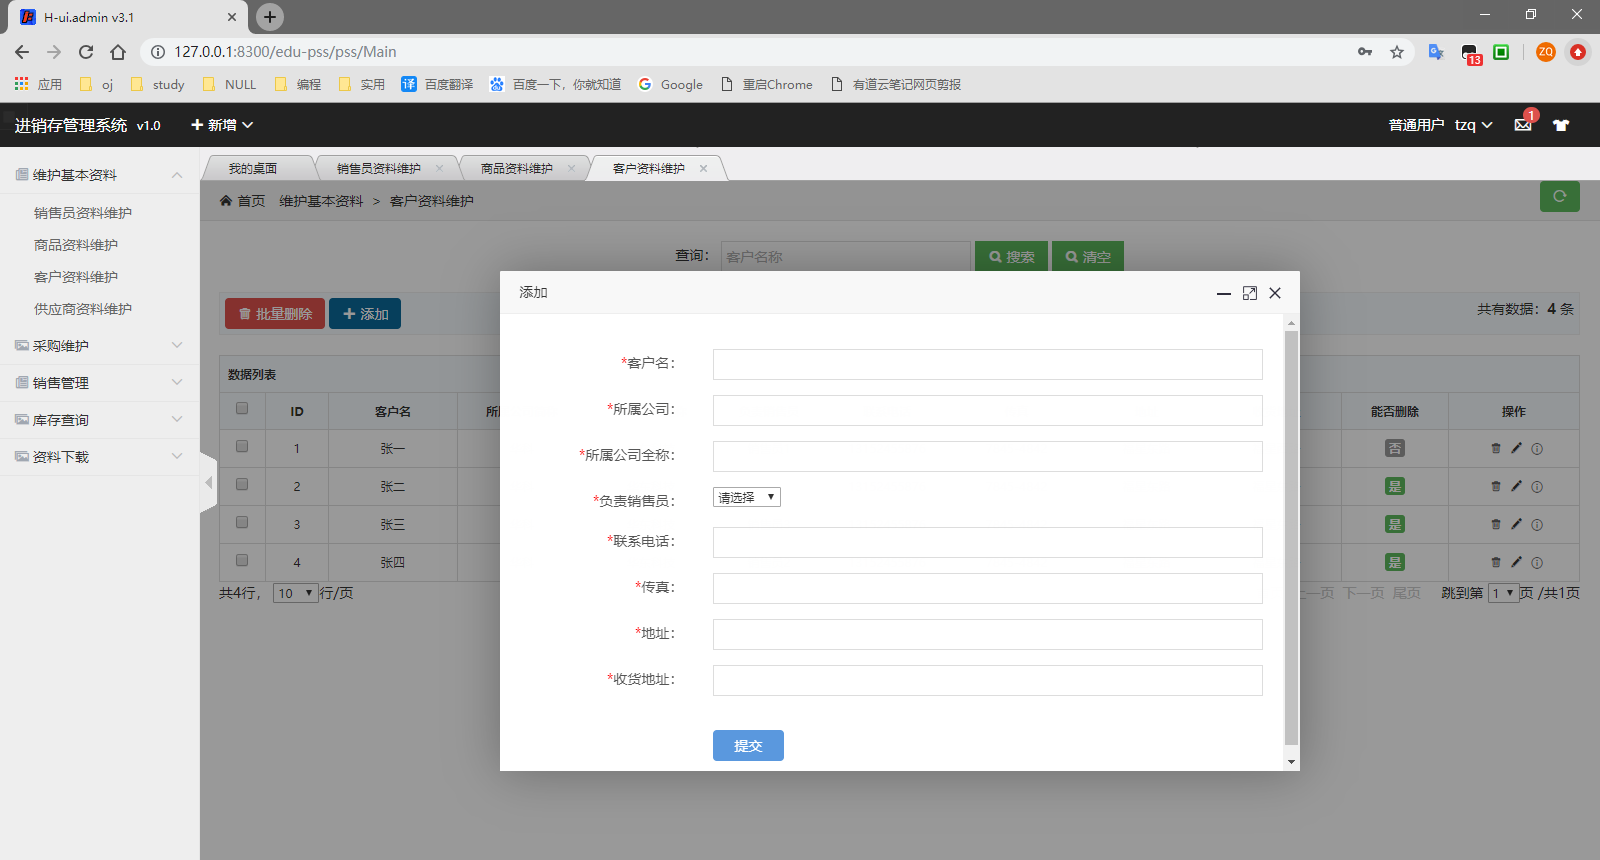 H-ui.admin v3.1
127.0.0.1:8300/edu-pss/pss/Main
13
ZQ
应用 oj study NULL 编程 实用 译 百度翻译 百度一下，你就知道 Google 重启Chrome 有道云笔记网页剪报
进销存管理系统 v1.0 新增 普通用户 tzq 1
维护基本资料
销售员资料维护
商品资料维护
客户资料维护
供应商资料维护
采购维护
销售管理
库存查询
资料下载
我的桌面 销售员资料维护 商品资料维护 客户资料维护
首页 维护基本资料 > 客户资料维护
查询： 客户名称 搜索 清空
批量删除 添加 共有数据：4 条
数据列表
ID 客户名 能否删除 操作
1 张一 否
2 张二 是
3 张三 是
4 张四 是
共4行， 10 行/页 一页 下一页 尾页 跳到第 1 页 /共1页
添加
*客户名：
*所属公司：
*所属公司全称：
*负责销售员： 请选择
*联系电话：
*传真：
*地址：
*收货地址：
提交